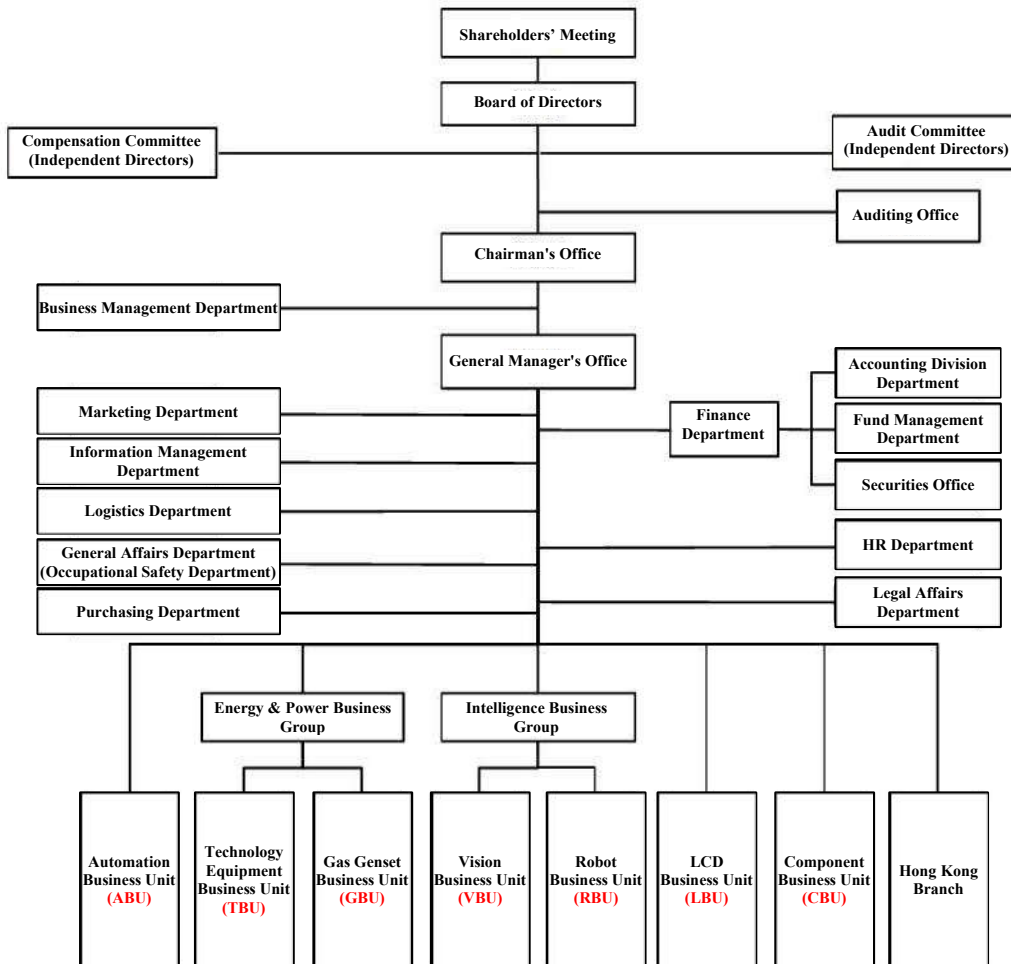 Shareholders' Meeting
Board of Directors
Compensation Committee
(Independent Directors)
Audit Committee
(Independent Directors)
Auditing Office
Chairman's Office
Business Management Department
General Manager's Office
Marketing Department
Information Management
Department
Logistics Department
General Affairs Department
(Occupational Safety Department)
Purchasing Department
Finance
Department
Accounting Division
Department
Fund Management
Department
Securities Office
HR Department
Legal Affairs
Department
Energy & Power Business
Group
Intelligence Business
Group
Automation
Business Unit
(ABU)
Technology
Equipment
Business Unit
(TBU)
Gas Genset
Business Unit
(GBU)
Vision
Business Unit
(VBU)
Robot
Business Unit
(RBU)
LCD
Business Unit
(LBU)
Component
Business Unit
(CBU)
Hong Kong
Branch